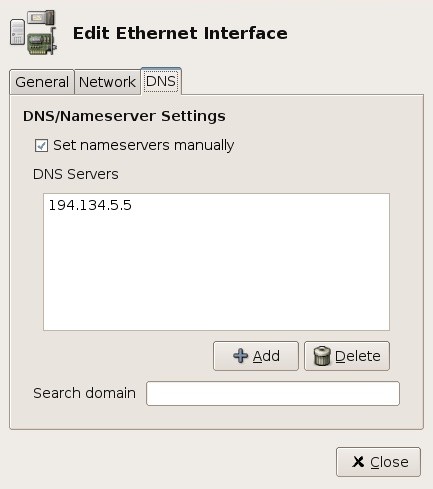 Edit Ethernet Interface
General Network DNS
DNS/Nameserver Settings
Set nameservers manually
DNS Servers
194.134.5.5
Add Delete
Search domain
Close